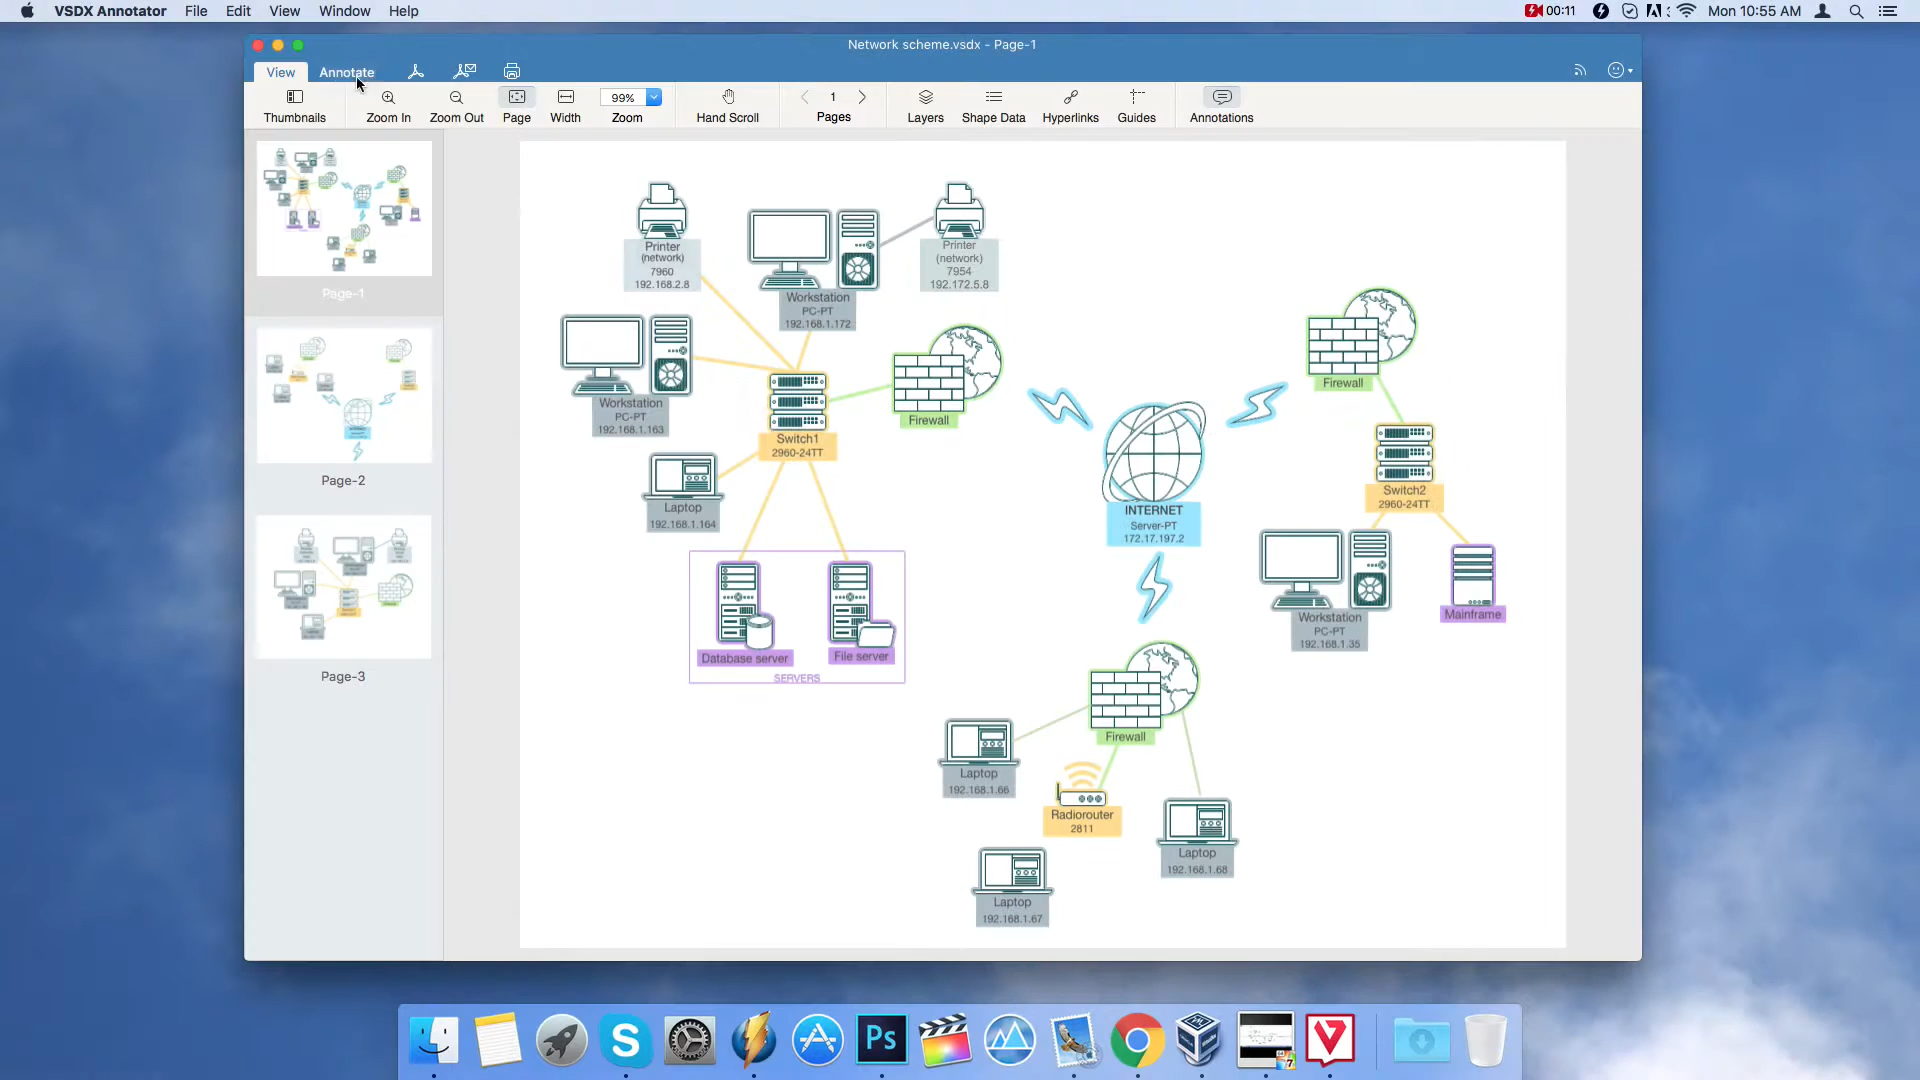 VSDX Annotator File Edit View Window Help
00:11 Mon 10:55 AM
Network scheme.vsdx - Page-1
View Annotate
99% 1
Thumbnails Zoom In Zoom Out Page Width Zoom Hand Scroll Pages Layers Shape Data Hyperlinks Guides Annotations
Page-1
Page-2
Page-3
Printer
(network)
7960
192.168.2.8
Workstation
PC-PT
192.168.1.172
Printer
(network)
7954
192.172.5.8
Workstation
PC-PT
192.168.1.163
Switch1
2960-24TT
Firewall
Laptop
192.168.1.164
Database server
File server
SERVERS
INTERNET
Server-PT
172.17.197.2
Firewall
Switch2
2960-24TT
Workstation
PC-PT
192.168.1.35
Mainframe
Firewall
Laptop
192.168.1.66
Radiorouter
2811
Laptop
192.168.1.68
Laptop
192.168.1.67
S
Ps